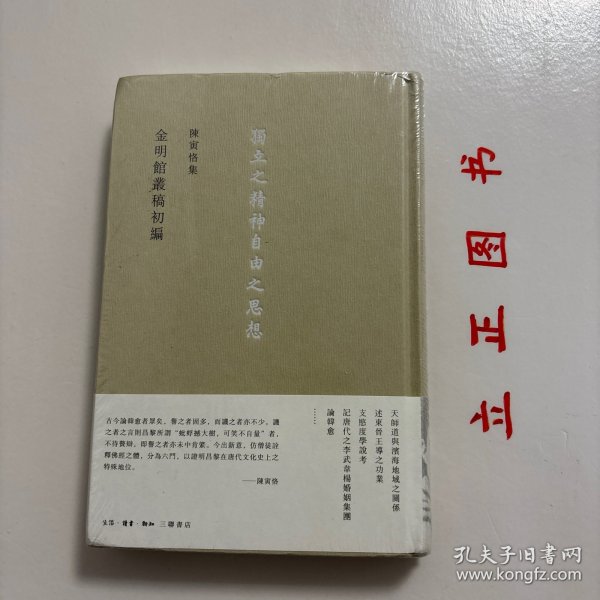 陳寅恪集
金明館叢稿初編
獨立之精神自由之思想
古今論韓愈者眾矣，譽之者固多，而譏之者亦不少。譏
之者之言則昌黎所謂“蚍蜉撼大樹，可笑不自量”者，
不待贅辯，即譽之者亦未中肯綮。今出新意，仿僧徒詮
釋佛經之體，分為六門，以證明昌黎在唐代文化史上之
特殊地位。
——陳寅恪
天師道與濱海地域之關係
述東晉王導之功業
支愍度學說考
記唐代之李武韋楊婚姻集團
論韓愈
……
生活·讀書·新知 三聯書店
立正图书
孔夫子旧书网
www.kongfz.com